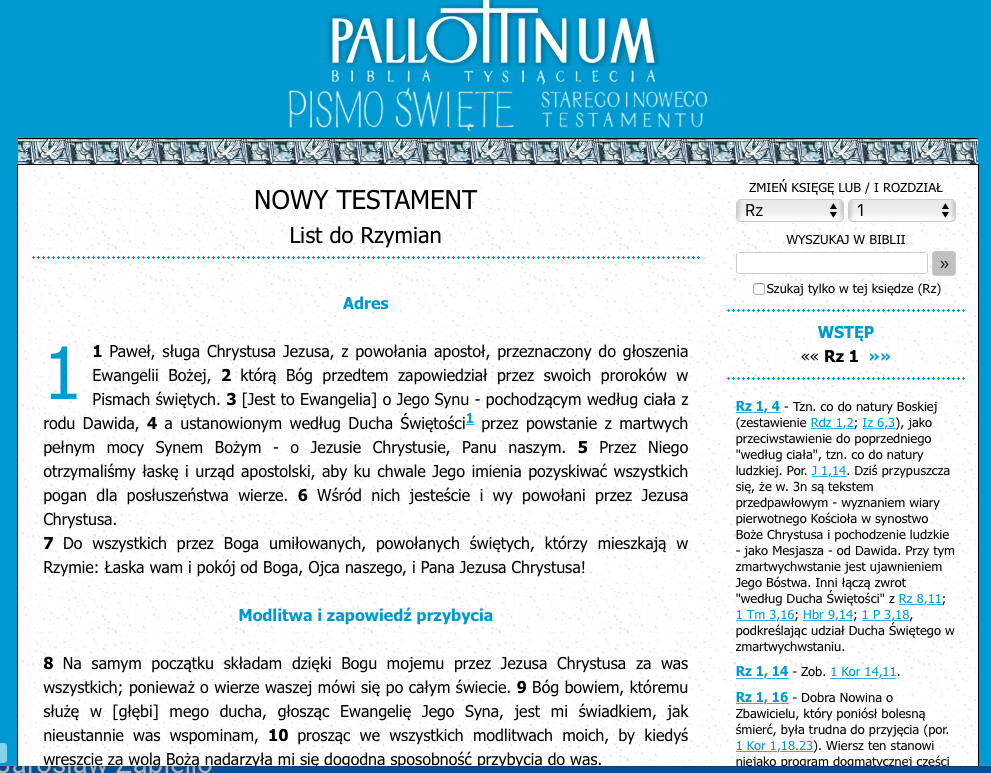 PALLOTTINUM
BIBLIA TYSIĄCLECIA
PISMO ŚWIĘTE STAREGO I NOWEGO
TESTAMENTU
NOWY TESTAMENT
List do Rzymian
Adres
1 1 Paweł, sługa Chrystusa Jezusa, z powołania apostoł, przeznaczony do głoszenia
Ewangelii Bożej, 2 którą Bóg przedtem zapowiedział przez swoich proroków w
Pismach świętych. 3 [Jest to Ewangelia] o Jego Synu - pochodzącym według ciała z
rodu Dawida, 4 a ustanowionym według Ducha Świętości1 przez powstanie z martwych
pełnym mocy Synem Bożym - o Jezusie Chrystusie, Panu naszym. 5 Przez Niego
otrzymaliśmy łaskę i urząd apostolski, aby ku chwale Jego imienia pozyskiwać wszystkich
pogan dla posłuszeństwa wierze. 6 Wśród nich jesteście i wy powołani przez Jezusa
Chrystusa.
7 Do wszystkich przez Boga umiłowanych, powołanych świętych, którzy mieszkają w
Rzymie: Łaska wam i pokój od Boga, Ojca naszego, i Pana Jezusa Chrystusa!
Modlitwa i zapowiedź przybycia
8 Na samym początku składam dzięki Bogu mojemu przez Jezusa Chrystusa za was
wszystkich; ponieważ o wierze waszej mówi się po całym świecie. 9 Bóg bowiem, któremu
służę w [głębi] mego ducha, głosząc Ewangelię Jego Syna, jest mi świadkiem, jak
nieustannie was wspominam, 10 prosząc we wszystkich modlitwach moich, by kiedyś
wreszcie za wolą Bożą nadarzyła mi się dogodna sposobność przybycia do was.
ZMIEŃ KSIĘGĘ LUB / I ROZDZIAŁ
Rz 1
WYSZUKAJ W BIBLII
»
Szukaj tylko w tej księdze (Rz)
WSTĘP
«« Rz 1 »»
Rz 1, 4 - Tzn. co do natury Boskiej
(zestawienie Rdz 1,2; Iz 6,3), jako
przeciwstawienie do poprzedniego
"według ciała", tzn. co do natury
ludzkiej. Por. J 1,14. Dziś przypuszcza
się, że w. 3n są tekstem
przedpawłowym - wyznaniem wiary
pierwotnego Kościoła w synostwo
Boże Chrystusa i pochodzenie ludzkie
- jako Mesjasza - od Dawida. Przy tym
zmartwychwstanie jest ujawnieniem
Jego Bóstwa. Inni łączą zwrot
"według Ducha Świętości" z Rz 8,11;
1 Tm 3,16; Hbr 9,14; 1 P 3,18,
podkreślając udział Ducha Świętego w
zmartwychwstaniu.
Rz 1, 14 - Zob. 1 Kor 14,11.
Rz 1, 16 - Dobra Nowina o
Zbawicielu, który poniósł bolesną
śmierć, była trudna do przyjęcia (por.
1 Kor 1,18.23). Wiersz ten stanowi
niejako program dogmatycznej części